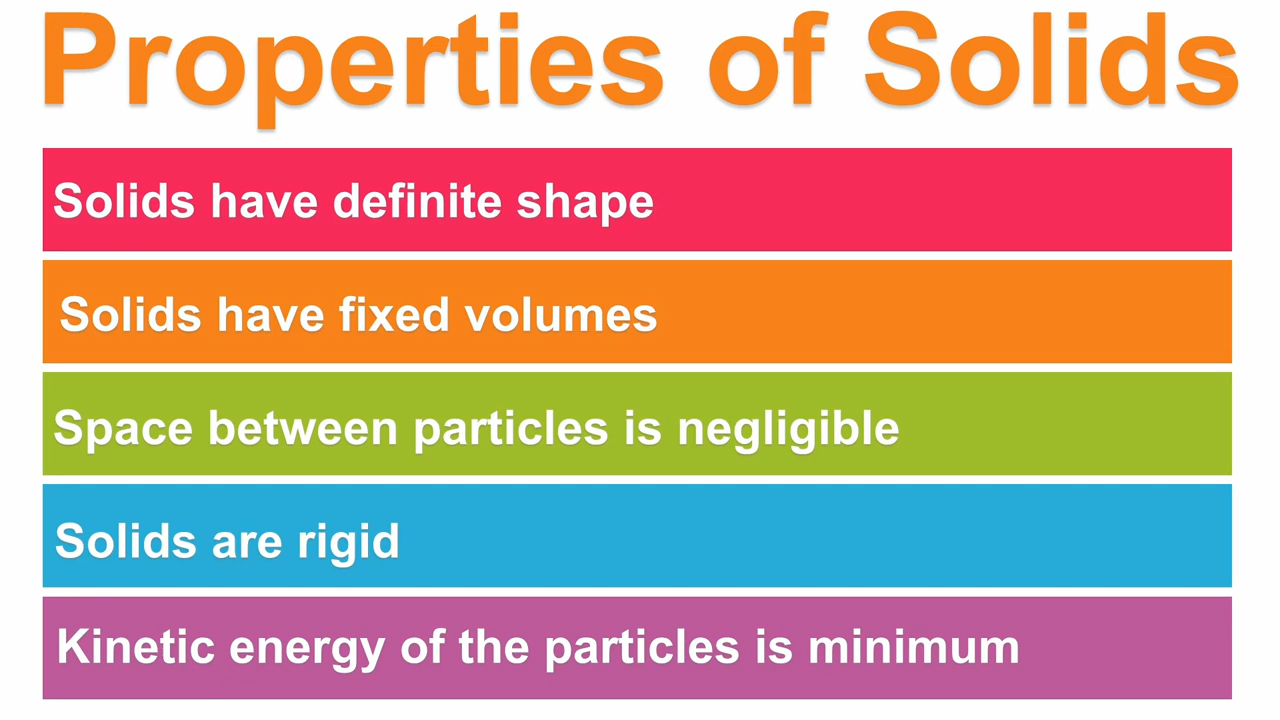 Properties of Solids
Solids have definite shape
Solids have fixed volumes
Space between particles is negligible
Solids are rigid
Kinetic energy of the particles is minimum